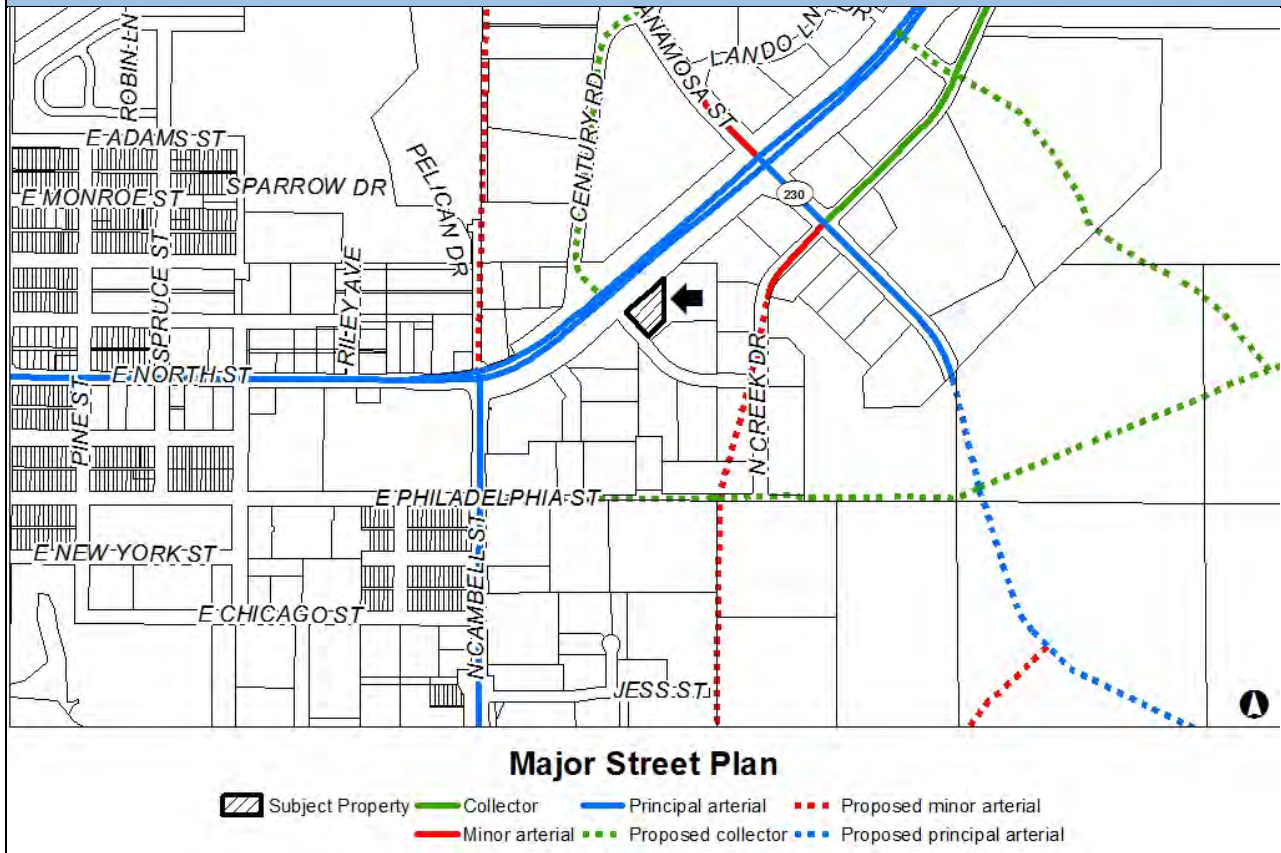 ROBIN LN
ANAMOSA ST
LANDO LN
DR
CENTURY RD
E ADAMS ST
SPARROW DR
PELICAN DR
E MONROE ST
230
SPRUCE ST
RILEY AVE
E NORTH ST
PINE ST
N CREEK DR
E PHILADELPHIA ST
E NEW YORK ST
N CAMBELL ST
E CHICAGO ST
JESS ST
Major Street Plan
Subject Property Collector Principal arterial Proposed minor arterial
Minor arterial Proposed collector Proposed principal arterial